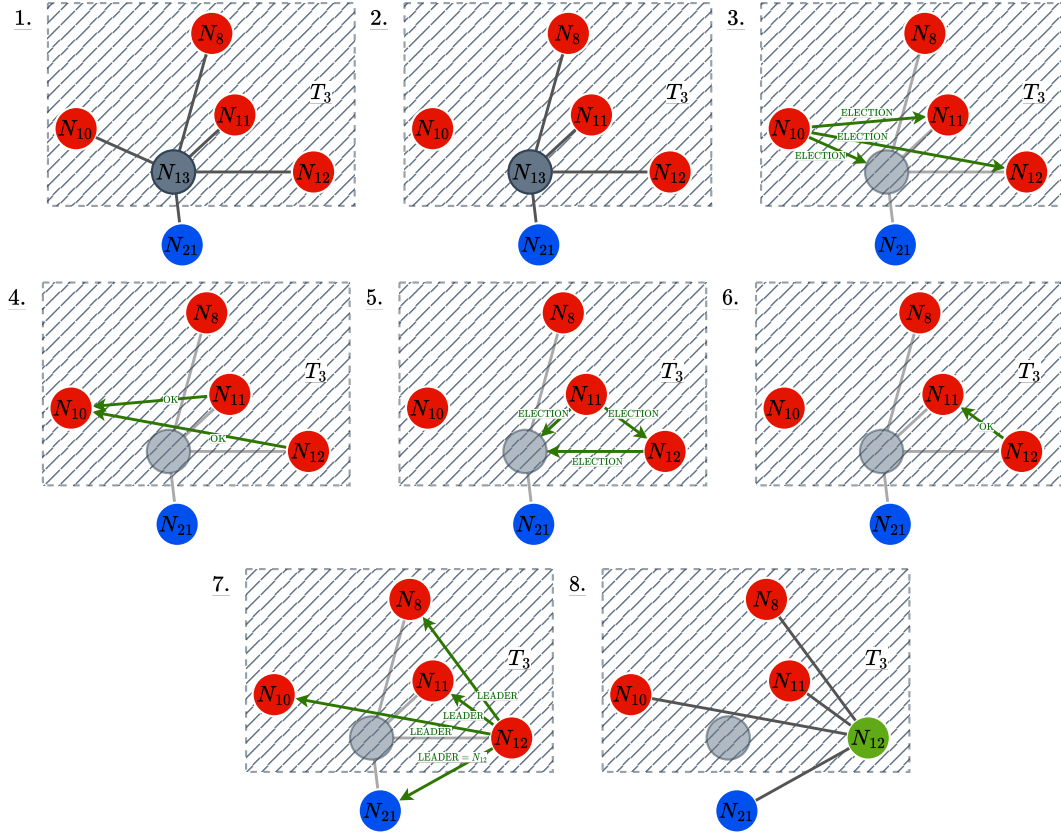 1.
N8
T3
N11
N10
N13
N12
N21
2.
N8
T3
N11
N10
N13
N12
N21
3.
N8
T3
N11
N10
ELECTION
ELECTION
ELECTION
N12
N21
4.
N8
T3
N11
N10
OK
OK
N12
N21
5.
N8
T3
N11
N10
ELECTION
ELECTION
ELECTION
N12
N21
6.
N8
T3
N11
N10
OK
N12
N21
7.
N8
T3
N11
N10
LEADER
LEADER
LEADER
N12
LEADER = N12
N21
8.
N8
T3
N11
N10
N12
N21